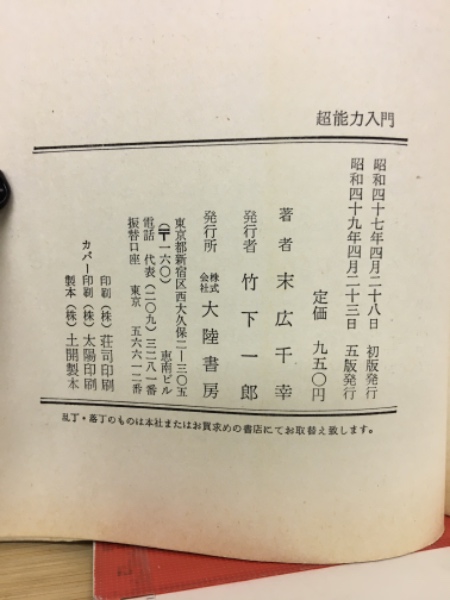 超能力入門
昭和四十七年四月二十八日 初版発行
昭和四十九年四月二十三日 五版発行
定価 九五〇円
著者 末広千幸
発行者 竹下一郎
発行所 株式会社 大陸書房
東京都新宿区西大久保二ー三〇五
(〒一六〇) 恵南ビル
電話 代表(二〇九)三二八一番
振替口座 東京 五六六一二番
印刷(株)荘司印刷
カバー印刷(株)太陽印刷
製本(株)土開製本
乱丁・落丁のものは本社またはお買求めの書店にてお取替え致します。